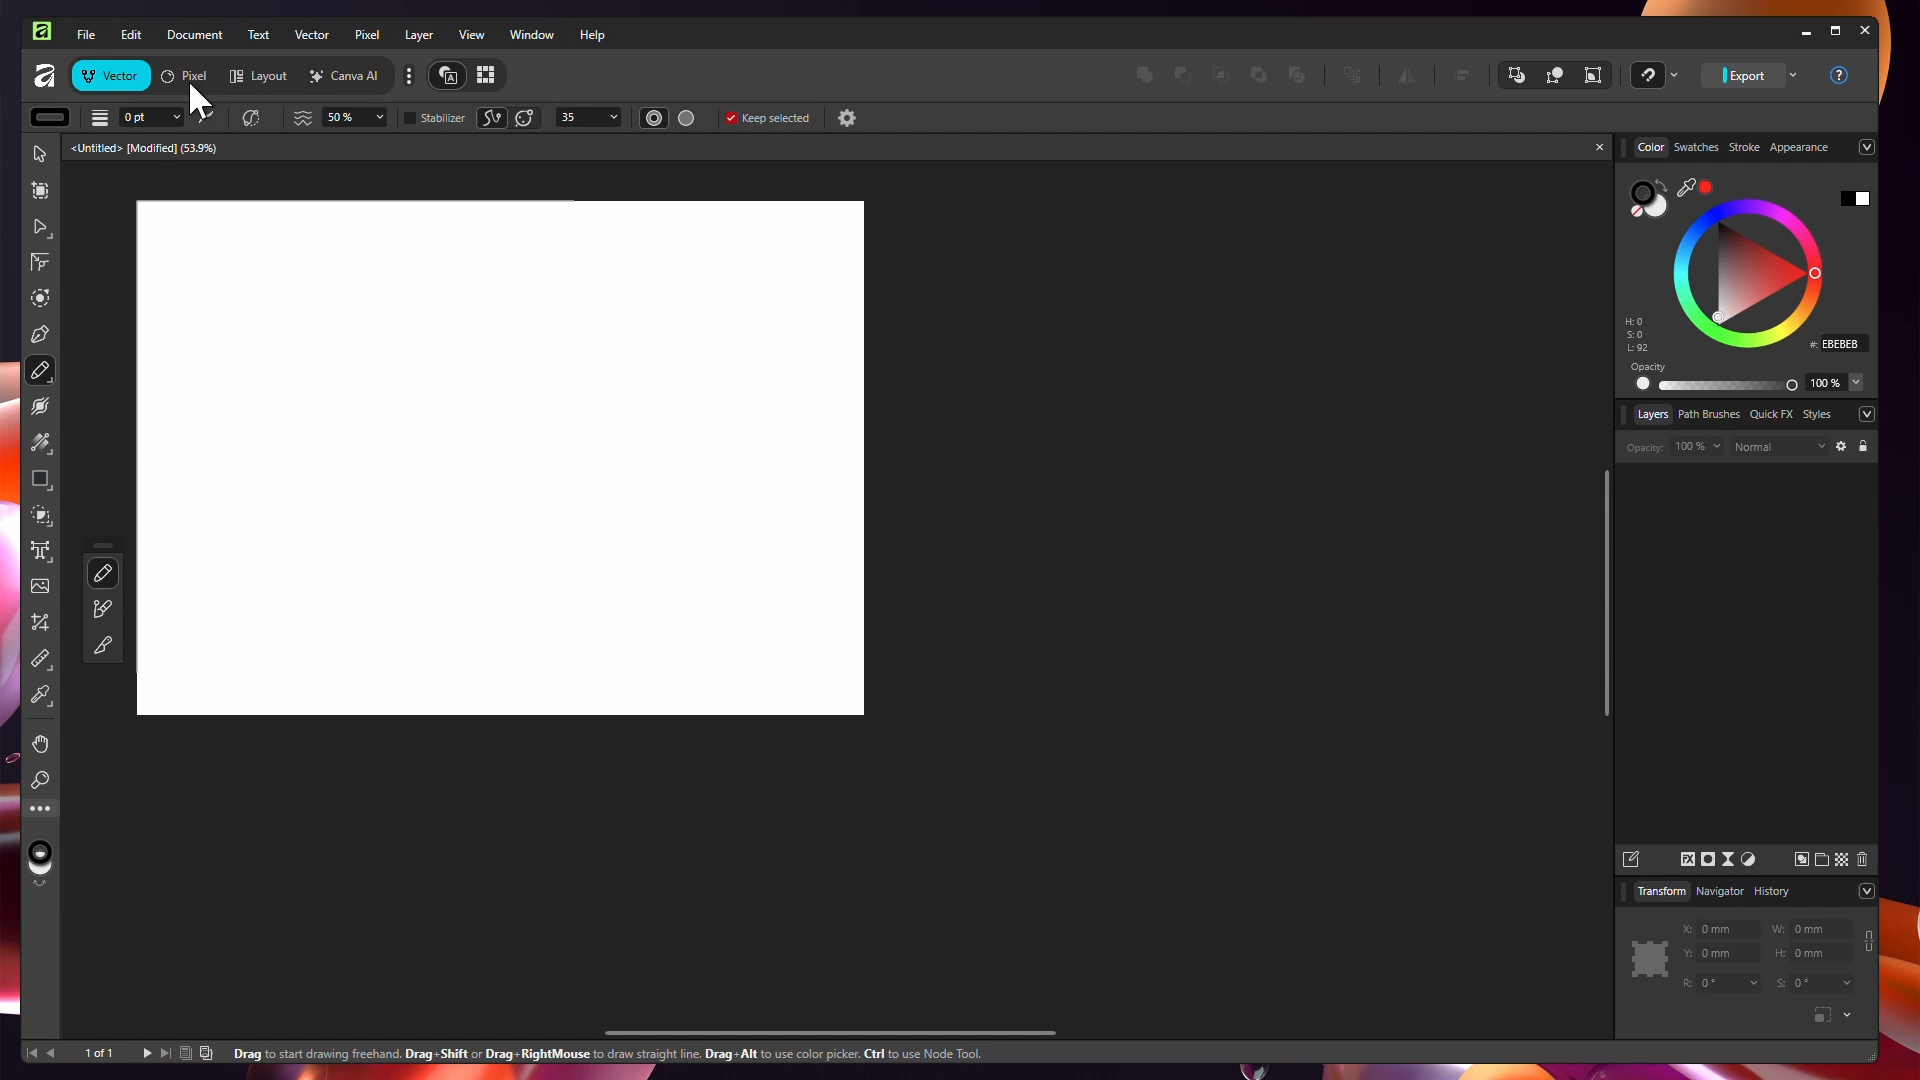 File Edit Document Text Vector Pixel Layer View Window Help
Vector Pixel Layout Canva AI Export ?
0 pt 50 % Stabilizer 35 Keep selected
<Untitled> [Modified] (53.9%)
Color Swatches Stroke Appearance
H: 0
S: 0
L: 92
#: EBEBEB
Opacity
100 %
Layers Path Brushes Quick FX Styles
Opacity: 100 % Normal
FX
Transform Navigator History
X: 0 mm W: 0 mm
Y: 0 mm H: 0 mm
R: 0 ° S: 0 °
1 of 1 Drag to start drawing freehand. Drag+Shift or Drag+RightMouse to draw straight line. Drag+Alt to use color picker. Ctrl to use Node Tool.